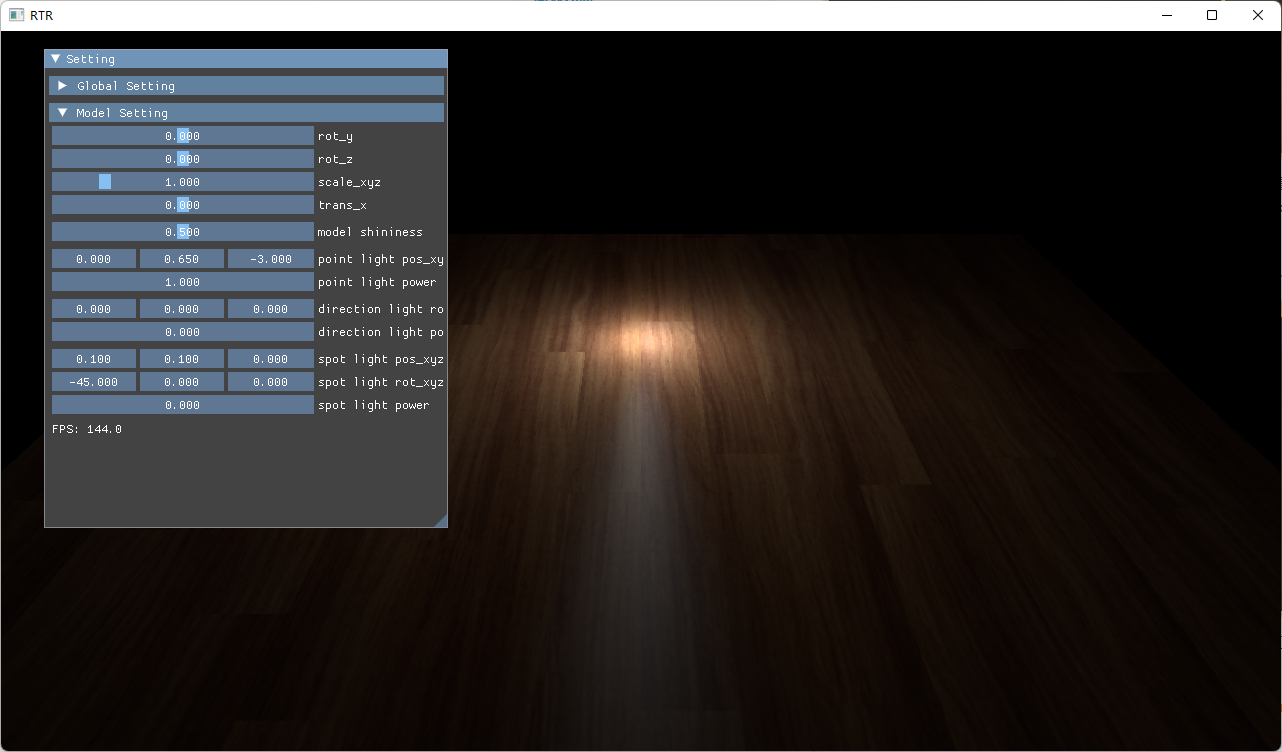 RTR
Setting
Global Setting
Model Setting
0.000 rot_y
0.000 rot_z
1.000 scale_xyz
0.000 trans_x
0.500 model shininess
0.000 0.650 -3.000 point light pos_xy
1.000 point light power
0.000 0.000 0.000 direction light ro
0.000 direction light po
0.100 0.100 0.000 spot light pos_xyz
-45.000 0.000 0.000 spot light rot_xyz
0.000 spot light power
FPS: 144.0